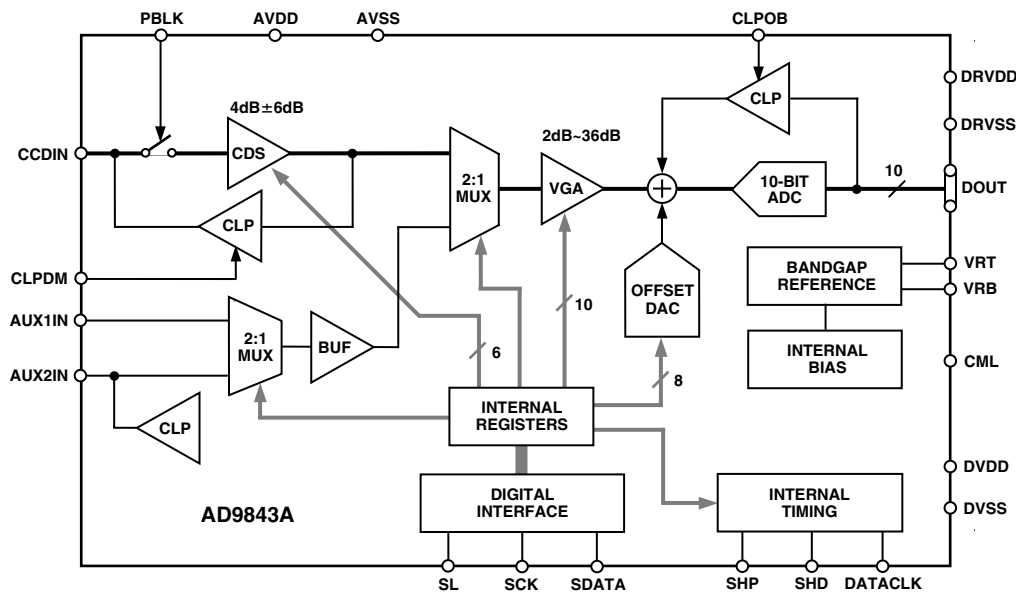 PBLK
AVDD
AVSS
CLPOB
DRVDD
4dB±6dB
CLP
2dB~36dB
DRVSS
CCDIN
CDS
2:1
MUX
VGA
10-BIT
ADC
10
DOUT
CLP
CLPDM
BANDGAP
REFERENCE
VRT
VRB
OFFSET
DAC
10
AUX1IN
2:1
MUX
BUF
6
INTERNAL
BIAS
CML
AUX2IN
8
CLP
INTERNAL
REGISTERS
DVDD
AD9843A
DIGITAL
INTERFACE
INTERNAL
TIMING
DVSS
SL
SCK
SDATA
SHP
SHD
DATACLK